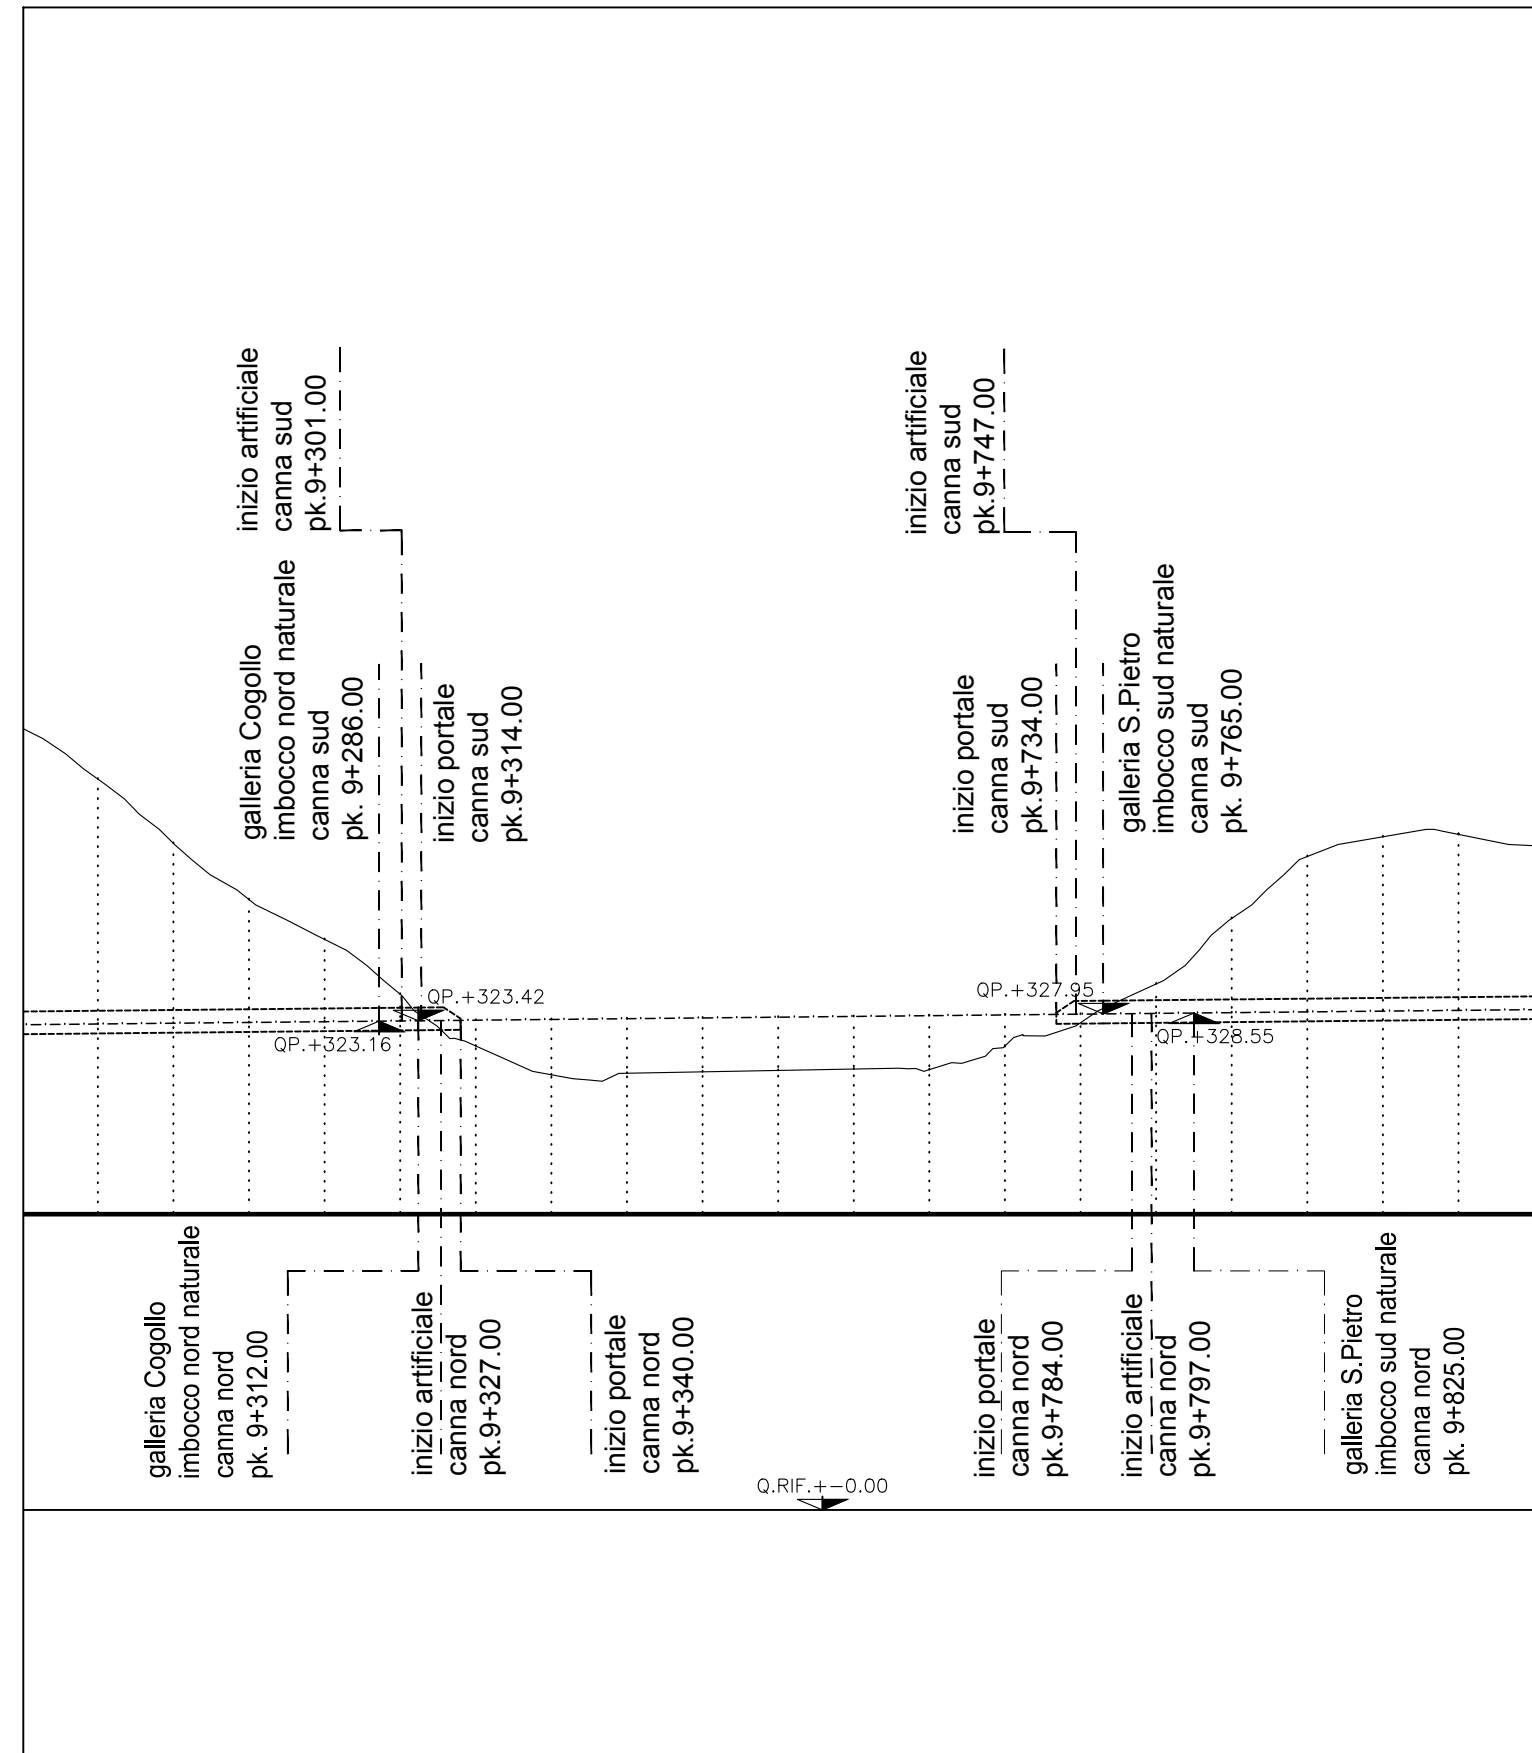 inizio artificiale
canna sud
pk.9+301.00
inizio artificiale
canna sud
pk.9+747.00
galleria Cogollo
imbocco nord naturale
canna sud
pk. 9+286.00
inizio portale
canna sud
pk.9+314.00
inizio portale
canna sud
pk.9+734.00
galleria S.Pietro
imbocco sud naturale
canna sud
pk. 9+765.00
QP.+323.42
QP.+323.16
QP.+327.95
QP.+328.55
galleria Cogollo
imbocco nord naturale
canna nord
pk. 9+312.00
inizio artificiale
canna nord
pk.9+327.00
inizio portale
canna nord
pk.9+340.00
inizio portale
canna nord
pk.9+784.00
inizio artificiale
canna nord
pk.9+797.00
galleria S.Pietro
imbocco sud naturale
canna nord
pk. 9+825.00
Q.RIF.+-0.00